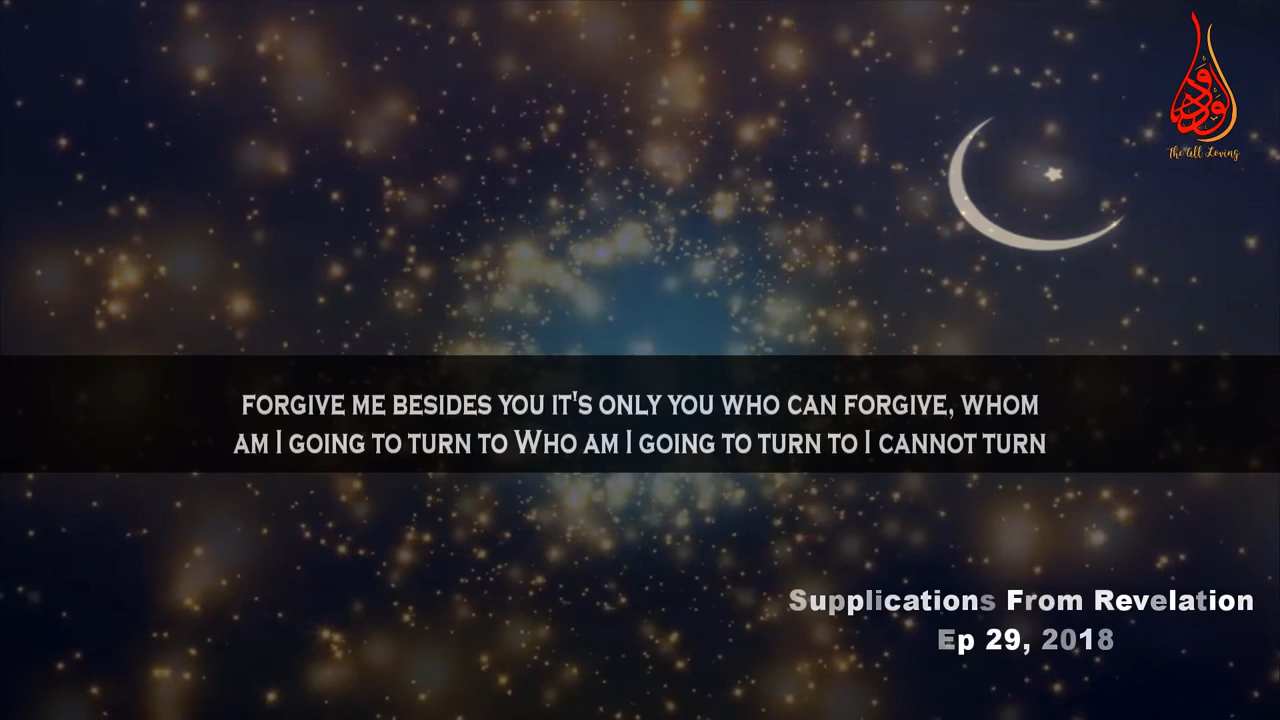 الودود
The All Loving
FORGIVE ME BESIDES YOU IT'S ONLY YOU WHO CAN FORGIVE, WHOM
AM I GOING TO TURN TO WHO AM I GOING TO TURN TO I CANNOT TURN
Supplications From Revelation
Ep 29, 2018